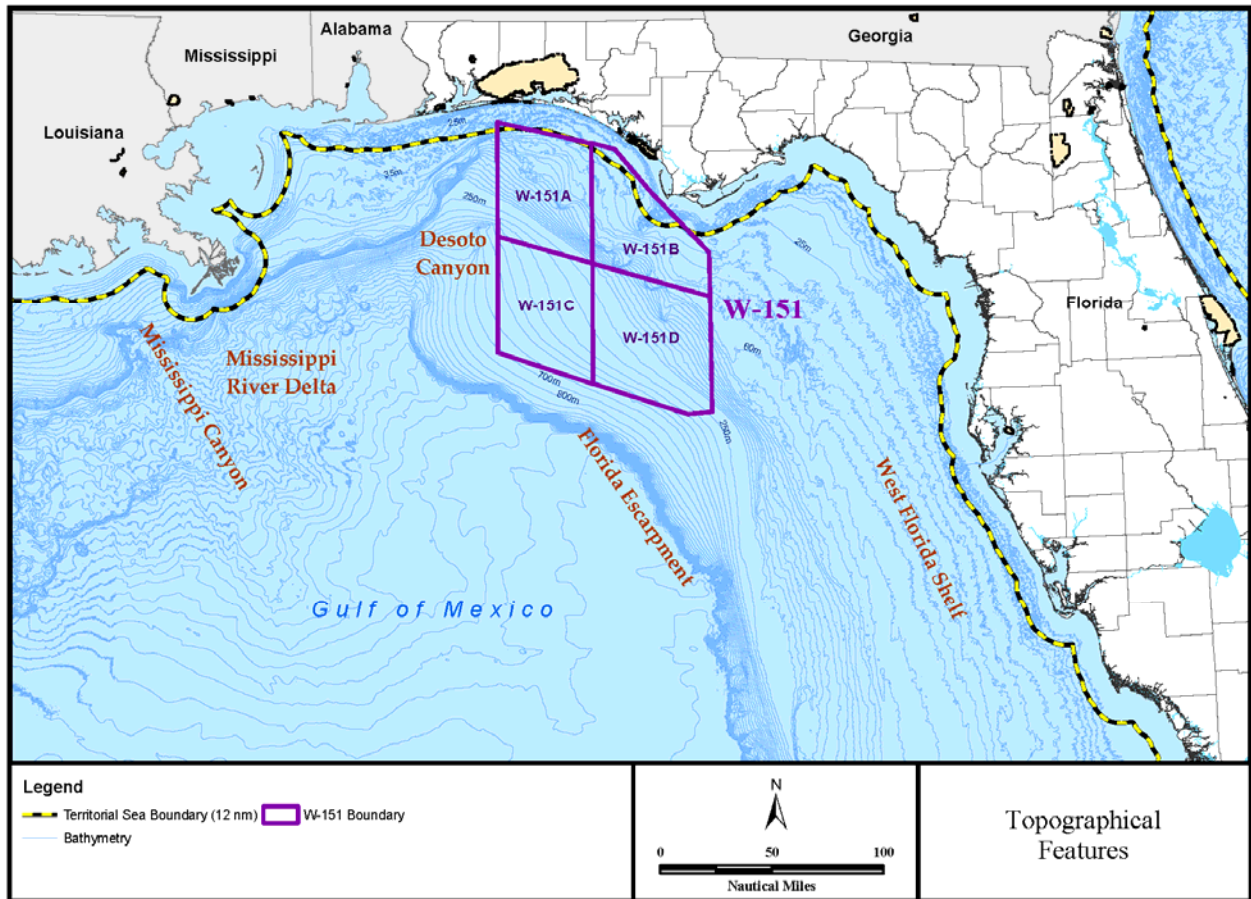 Alabama
Georgia
Mississippi
Louisiana
25m
25m
W-151A
250m
Desoto
Canyon
W-151B
25m
W-151C
W-151
Florida
W-151D
60m
Mississippi
River Delta
Mississippi Canyon
700m
800m
250m
Florida Escarpment
West Florida Shelf
Gulf of Mexico
Legend
Territorial Sea Boundary (12 nm)
W-151 Boundary
Bathymetry
N
0 50 100
Nautical Miles
Topographical
Features